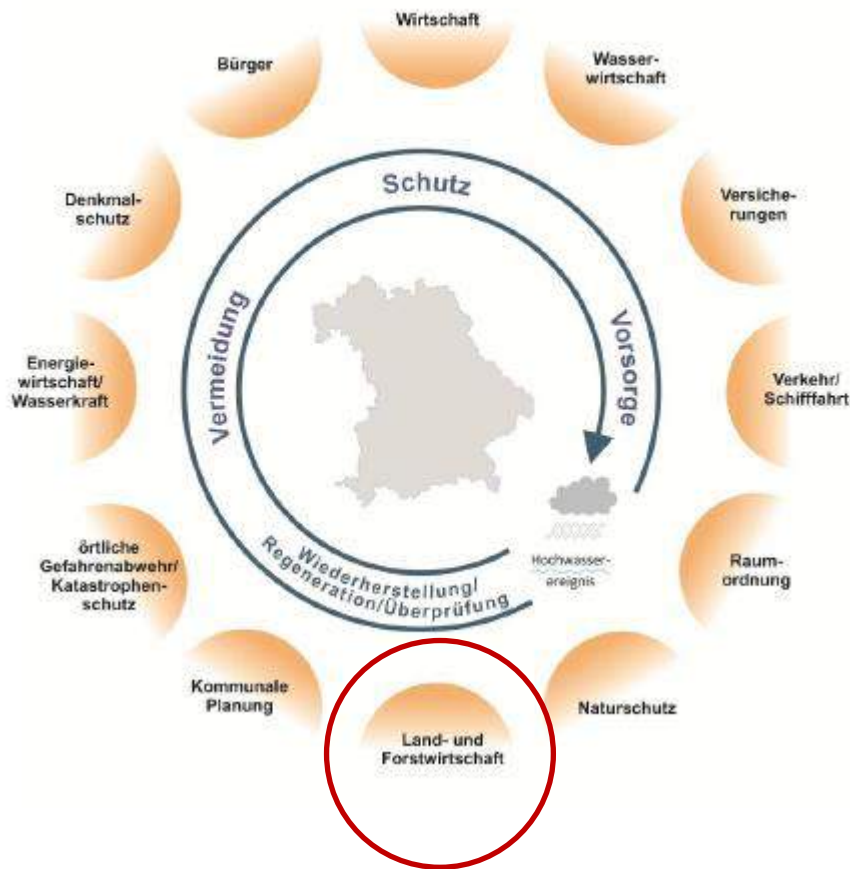 Wirtschaft
Wasser-
wirtschaft
Versiche-
rungen
Verkehr/
Schifffahrt
Raum-
ordnung
Naturschutz
Land- und
Forstwirtschaft
Kommunale
Planung
örtliche
Gefahrenabwehr/
Katastrophen-
schutz
Energie-
wirtschaft/
Wasserkraft
Denkmal-
schutz
Bürger
Schutz
Vorsorge
Hochwasser-
ereignis
Wiederherstellung/
Regeneration/Überprüfung
Vermeidung